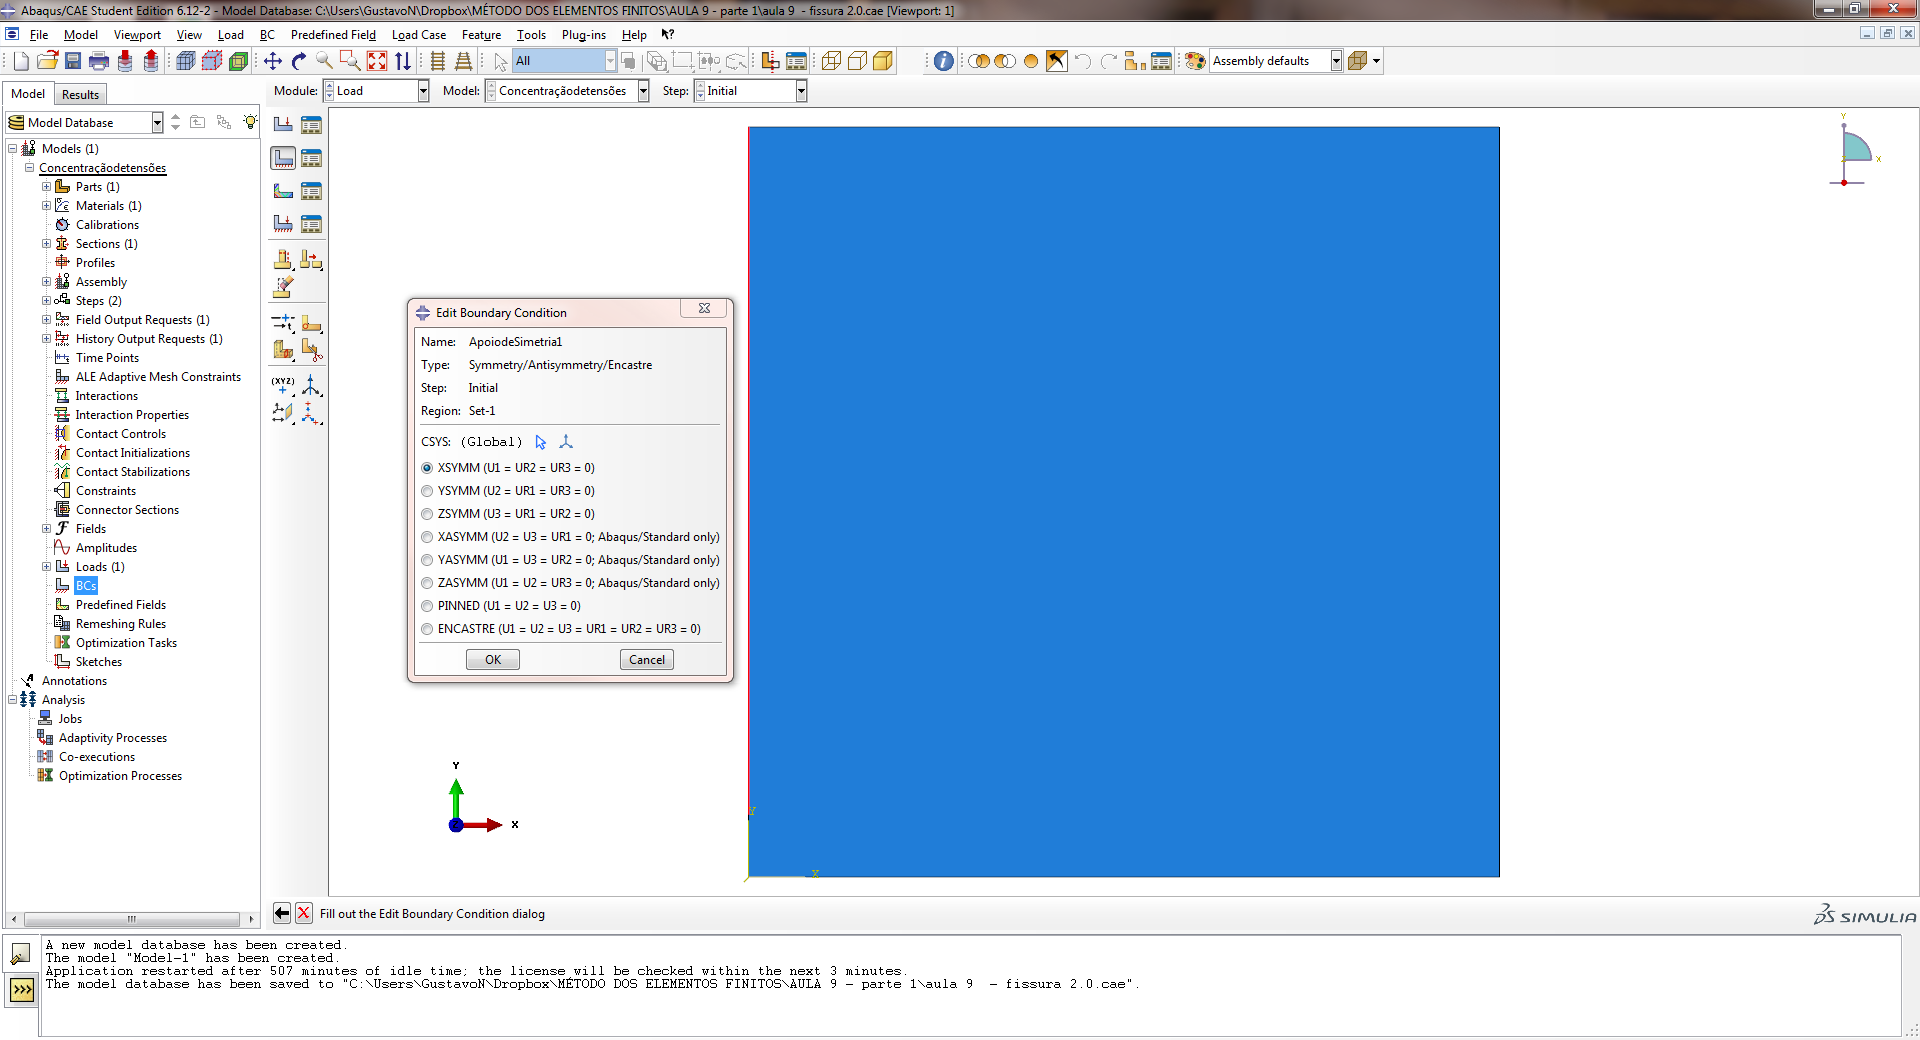 Abaqus/CAE Student Edition 6.12-2 - Model Database: C:\Users\GustavoN\Dropbox\MÉTODO DOS ELEMENTOS FINITOS\AULA 9 - parte 1\aula 9  - fissura 2.0.cae [Viewport: 1]
File Model Viewport View Load BC Predefined Field Load Case Feature Tools Plug-ins Help
All
Assembly defaults
Model Results
Module: Load Model: Concentraçãodetensões Step: Initial
Model Database
Models (1)
Concentraçãodetensões
Parts (1)
Materials (1)
Calibrations
Sections (1)
Profiles
Assembly
Steps (2)
Field Output Requests (1)
History Output Requests (1)
Time Points
ALE Adaptive Mesh Constraints
Interactions
Interaction Properties
Contact Controls
Contact Initializations
Contact Stabilizations
Constraints
Connector Sections
Fields
Amplitudes
Loads (1)
BCs
Predefined Fields
Remeshing Rules
Optimization Tasks
Sketches
Annotations
Analysis
Jobs
Adaptivity Processes
Co-executions
Optimization Processes
(XYZ)
Edit Boundary Condition
Name: ApoiodeSimetria1
Type: Symmetry/Antisymmetry/Encastre
Step: Initial
Region: Set-1
CSYS: (Global)
XSYMM (U1 = UR2 = UR3 = 0)
YSYMM (U2 = UR1 = UR3 = 0)
ZSYMM (U3 = UR1 = UR2 = 0)
XASYMM (U2 = U3 = UR1 = 0; Abaqus/Standard only)
YASYMM (U1 = U3 = UR2 = 0; Abaqus/Standard only)
ZASYMM (U1 = U2 = UR3 = 0; Abaqus/Standard only)
PINNED (U1 = U2 = U3 = 0)
ENCASTRE (U1 = U2 = U3 = UR1 = UR2 = UR3 = 0)
OK Cancel
Y
X
Y
X
Y
X
Fill out the Edit Boundary Condition dialog
SIMULIA
A new model database has been created.
The model "Model-1" has been created.
Application restarted after 507 minutes of idle time; the license will be checked within the next 3 minutes.
The model database has been saved to "C:\Users\GustavoN\Dropbox\MÉTODO DOS ELEMENTOS FINITOS\AULA 9 - parte 1\aula 9  - fissura 2.0.cae".